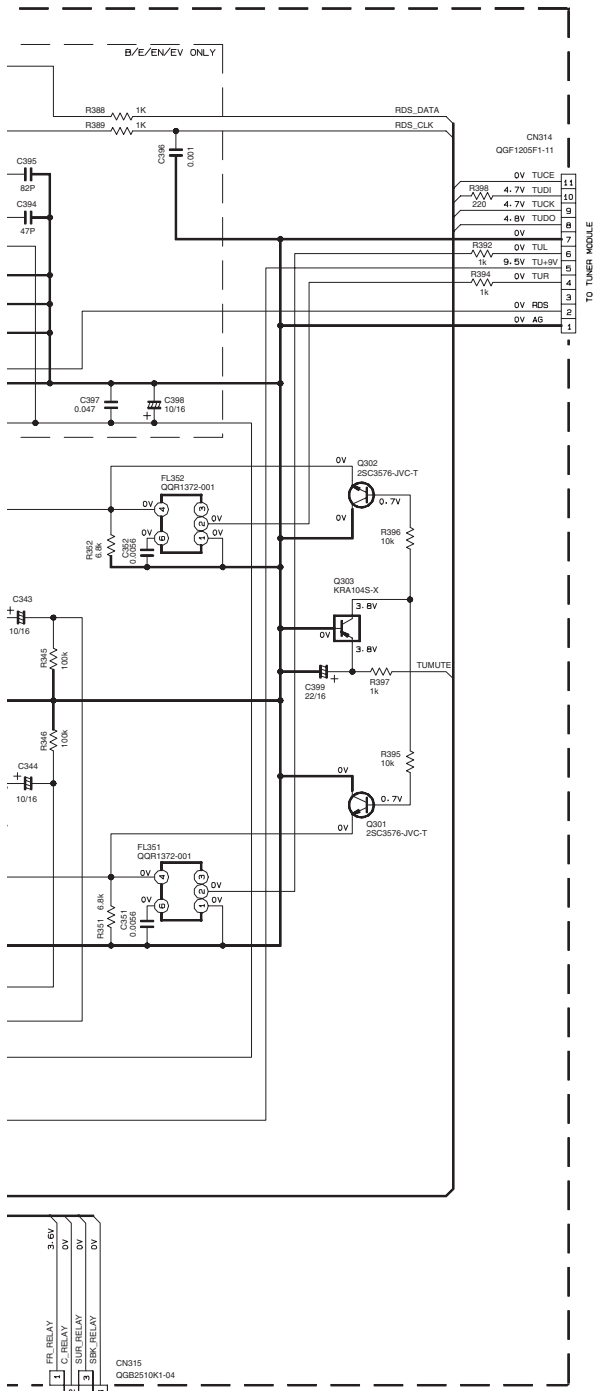 B/E/EN/EV ONLY
R388 1K RDS_DATA
R389 1K RDS_CLK
CN314
QGF1205F1-11
C396
0.001
C395
82P
C394
47P
0V TUCE 11
R398
220
4.7V TUDI 10
4.7V TUCK 9
4.8V TUDO 8
0V 7
R392
1k
0V TUL 6
9.5V TU+9V 5
R394
1k
0V TUR 4
3
0V RDS 2
0V AG 1
TO TUNER MODULE
C397
0.047
C398
10/16
+
Q302
2SC3576-JVC-T
0V
0.7V
0V
FL352
QQR1372-001
0V 4 3
2 0V
0V 6 1 0V
R352
6.8k
C352
0.0056
R396
10k
Q303
KRA104S-X
3.8V
0V
3.8V
C343
+
10/16
R345
100k
C399
22/16
+
R397
1k
TUMUTE
R346
100k
C344
+
10/16
R395
10k
0V
0.7V
0V
Q301
2SC3576-JVC-T
FL351
QQR1372-001
0V 4 3
2 0V
0V 6 1 0V
R351 6.8k
C351
0.0056
3.6V
0V
0V
0V
FR_RELAY
C_RELAY
SUR_RELAY
SBK_RELAY
1
3
CN315
QGB2510K1-04